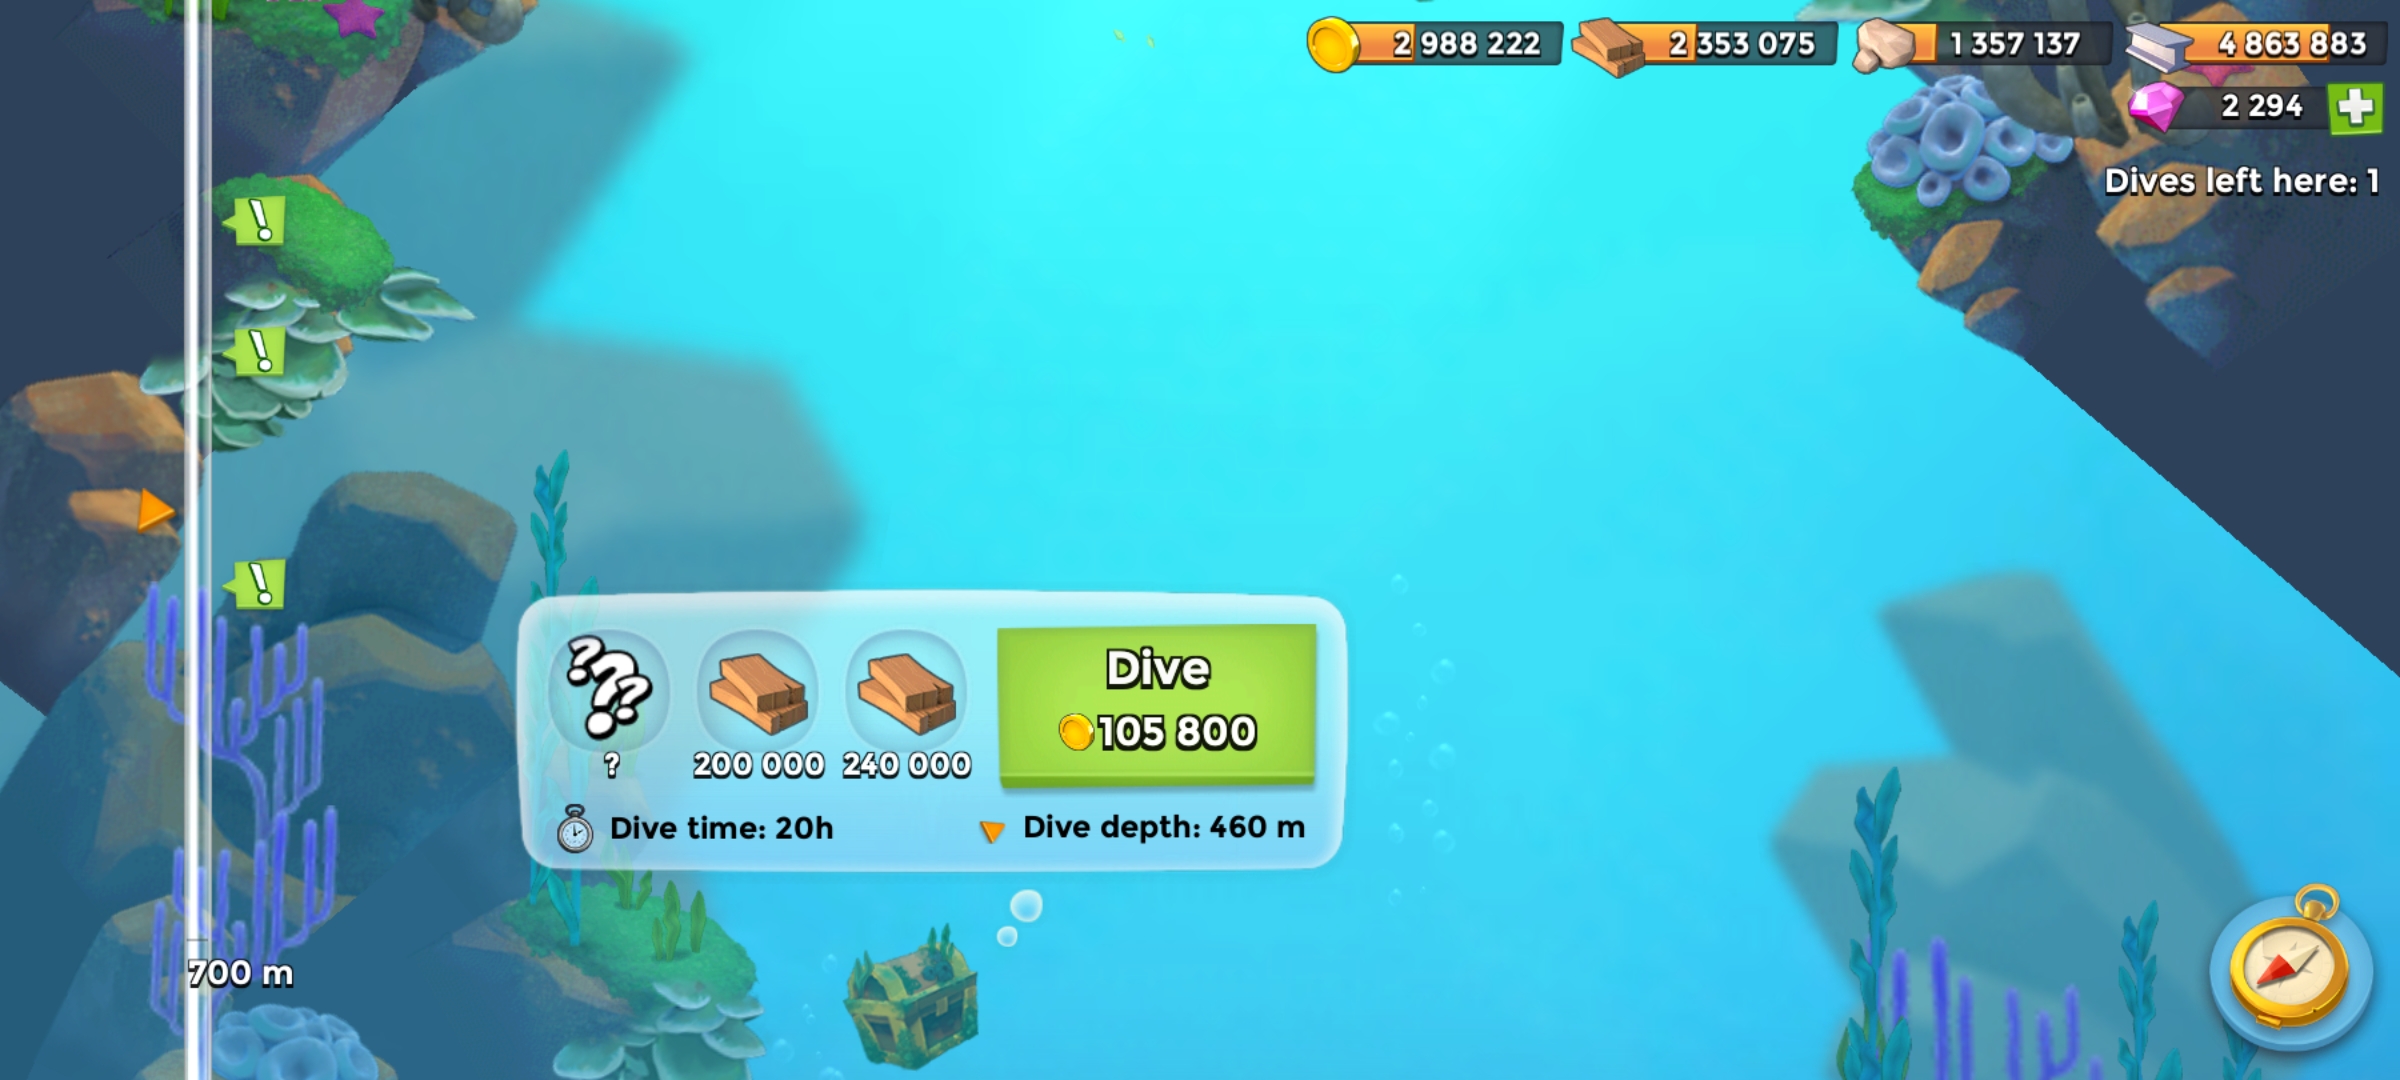 2 988 222
2 353 075
1 357 137
4 863 883
2 294
Dives left here: 1
!
!
!
???
?
200 000
240 000
Dive
105 800
Dive time: 20h
Dive depth: 460 m
700 m